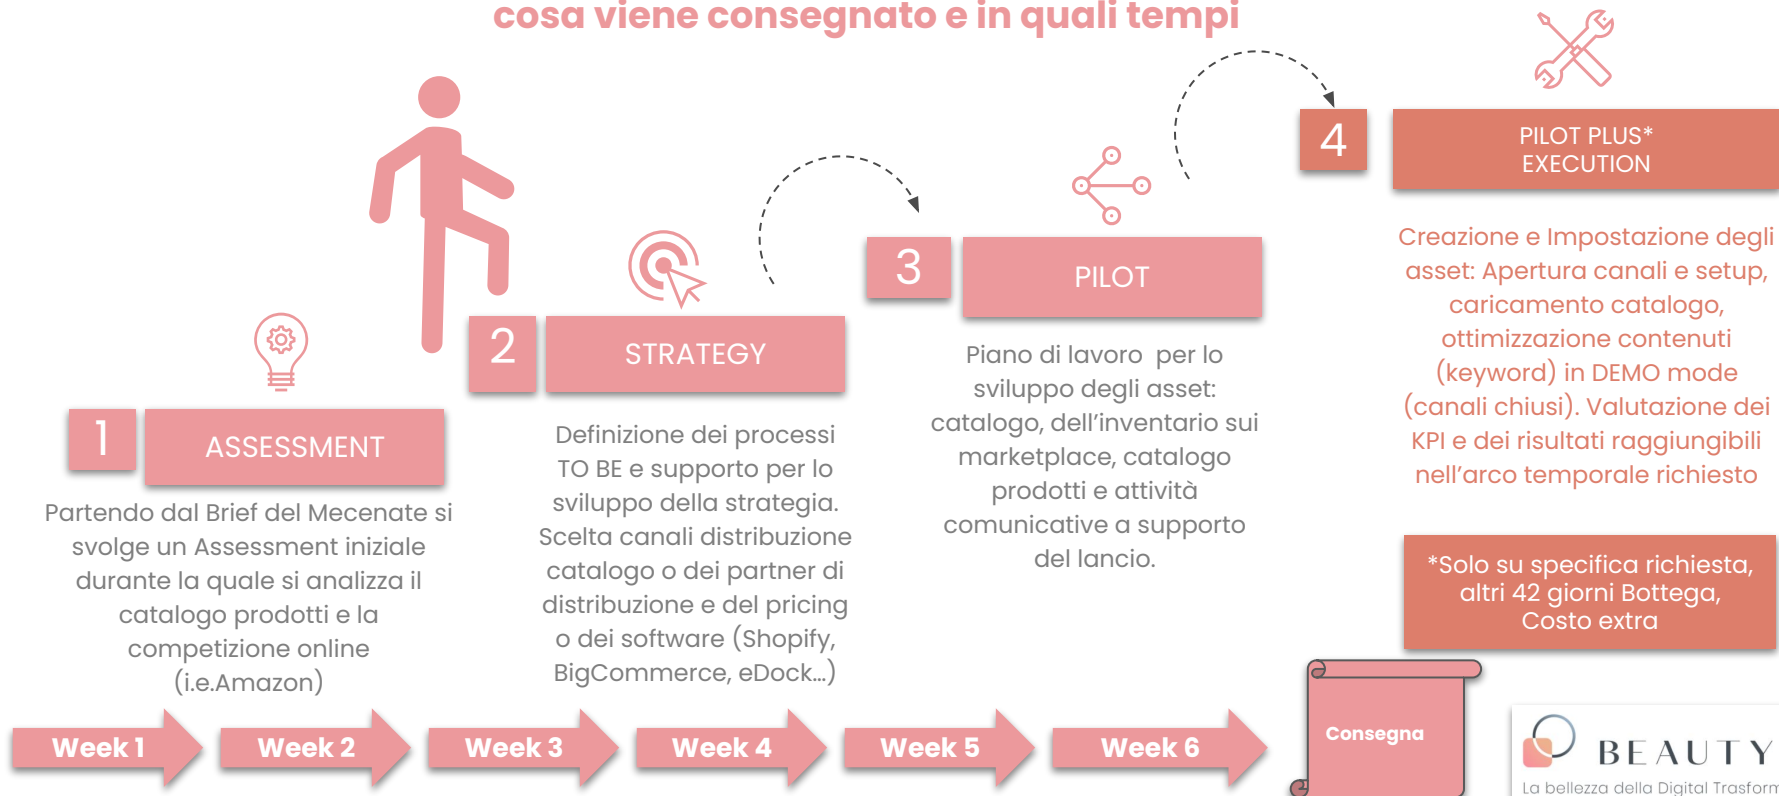 cosa viene consegnato e in quali tempi
1
ASSESSMENT
Partendo dal Brief del Mecenate si
svolge un Assessment iniziale
durante la quale si analizza il
catalogo prodotti e la
competizione online
(i.e.Amazon)
2
STRATEGY
Definizione dei processi
TO BE e supporto per lo
sviluppo della strategia.
Scelta canali distribuzione
catalogo o dei partner di
distribuzione e del pricing
o dei software (Shopify,
BigCommerce, eDock...)
3
PILOT
Piano di lavoro per lo
sviluppo degli asset:
catalogo, dell'inventario sui
marketplace, catalogo
prodotti e attività
comunicative a supporto
del lancio.
4
PILOT PLUS*
EXECUTION
Creazione e Impostazione degli
asset: Apertura canali e setup,
caricamento catalogo,
ottimizzazione contenuti
(keyword) in DEMO mode
(canali chiusi). Valutazione dei
KPI e dei risultati raggiungibili
nell'arco temporale richiesto
*Solo su specifica richiesta,
altri 42 giorni Bottega,
Costo extra
Week 1
Week 2
Week 3
Week 4
Week 5
Week 6
Consegna
BEAUTY
La bellezza della Digital